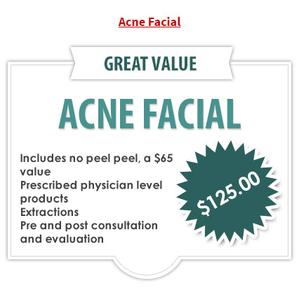 Acne Facial
GREAT VALUE
ACNE FACIAL
Includes no peel peel, a $65
value
Prescribed physician level
products
Extractions
Pre and post consultation
and evaluation
$125.00